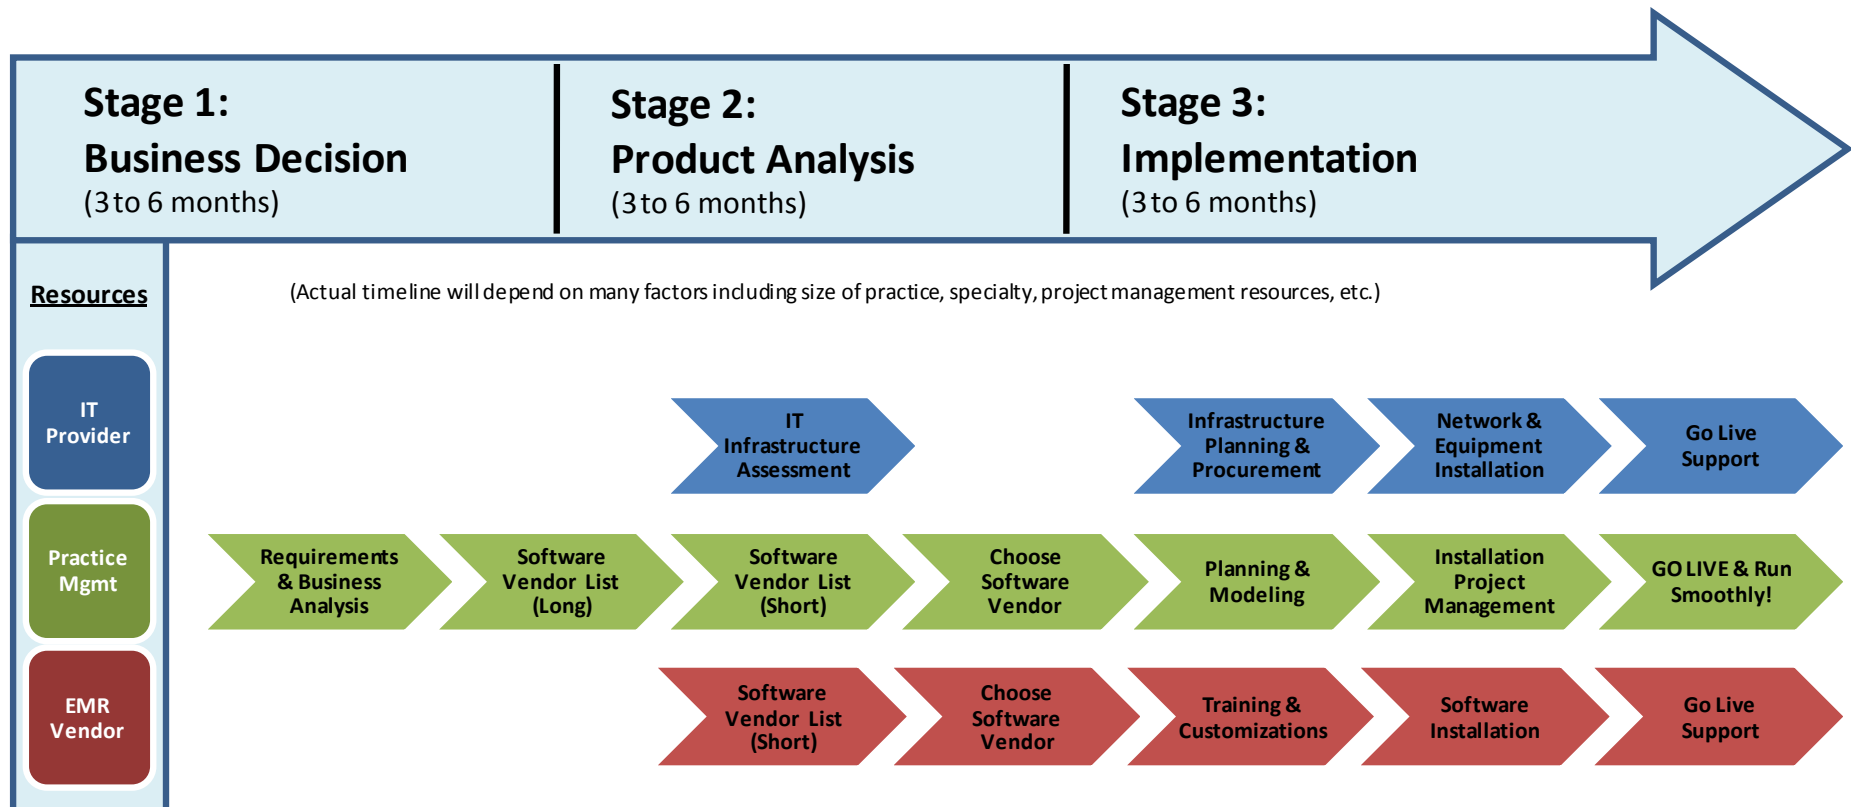 Stage 1:
Business Decision
(3 to 6 months)
Stage 2:
Product Analysis
(3 to 6 months)
Stage 3:
Implementation
(3 to 6 months)
Resources
(Actual timeline will depend on many factors including size of practice, specialty, project management resources, etc.)
IT
Provider
IT
Infrastructure
Assessment
Infrastructure
Planning &
Procurement
Network &
Equipment
Installation
Go Live
Support
Practice
Mgmt
Requirements
& Business
Analysis
Software
Vendor List
(Long)
Software
Vendor List
(Short)
Choose
Software
Vendor
Planning &
Modeling
Installation
Project
Management
GO LIVE & Run
Smoothly!
EMR
Vendor
Software
Vendor List
(Short)
Choose
Software
Vendor
Training &
Customizations
Software
Installation
Go Live
Support